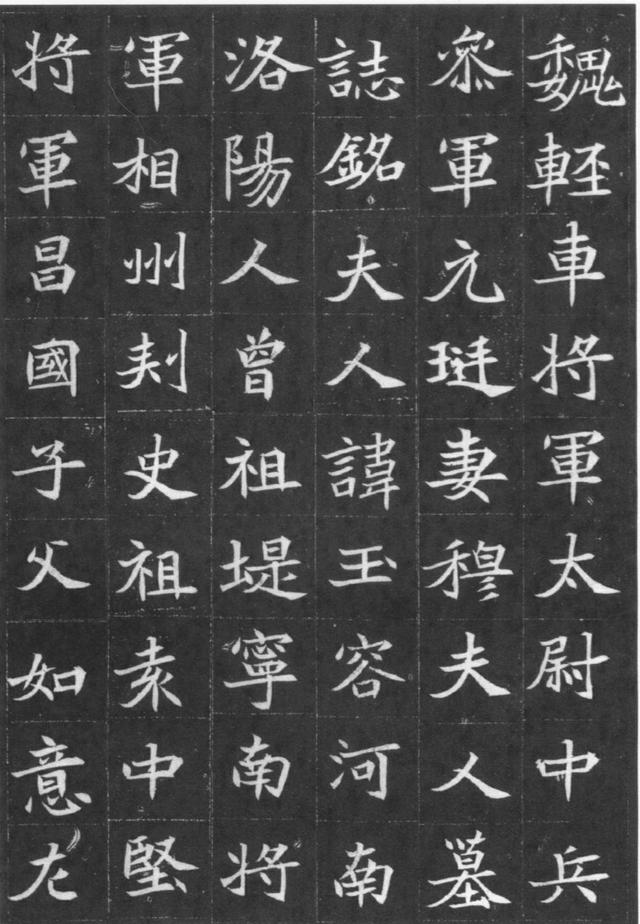 魏輕車將軍太尉中兵
參軍元珽妻穆夫人墓
誌銘夫人諱玉容河南
洛陽人曾祖堤寧南將
軍相州刾史祖袁中堅
將軍昌國子父如意左